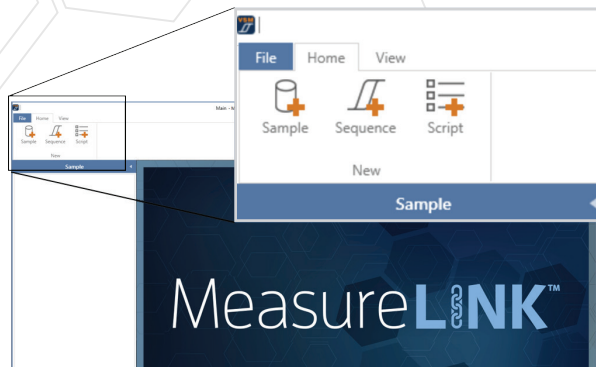 File Home View
Sample Sequence Script
New
Sample
Main - M
File Home View
Sample Sequence Script
New
Sample
MeasureLINK™